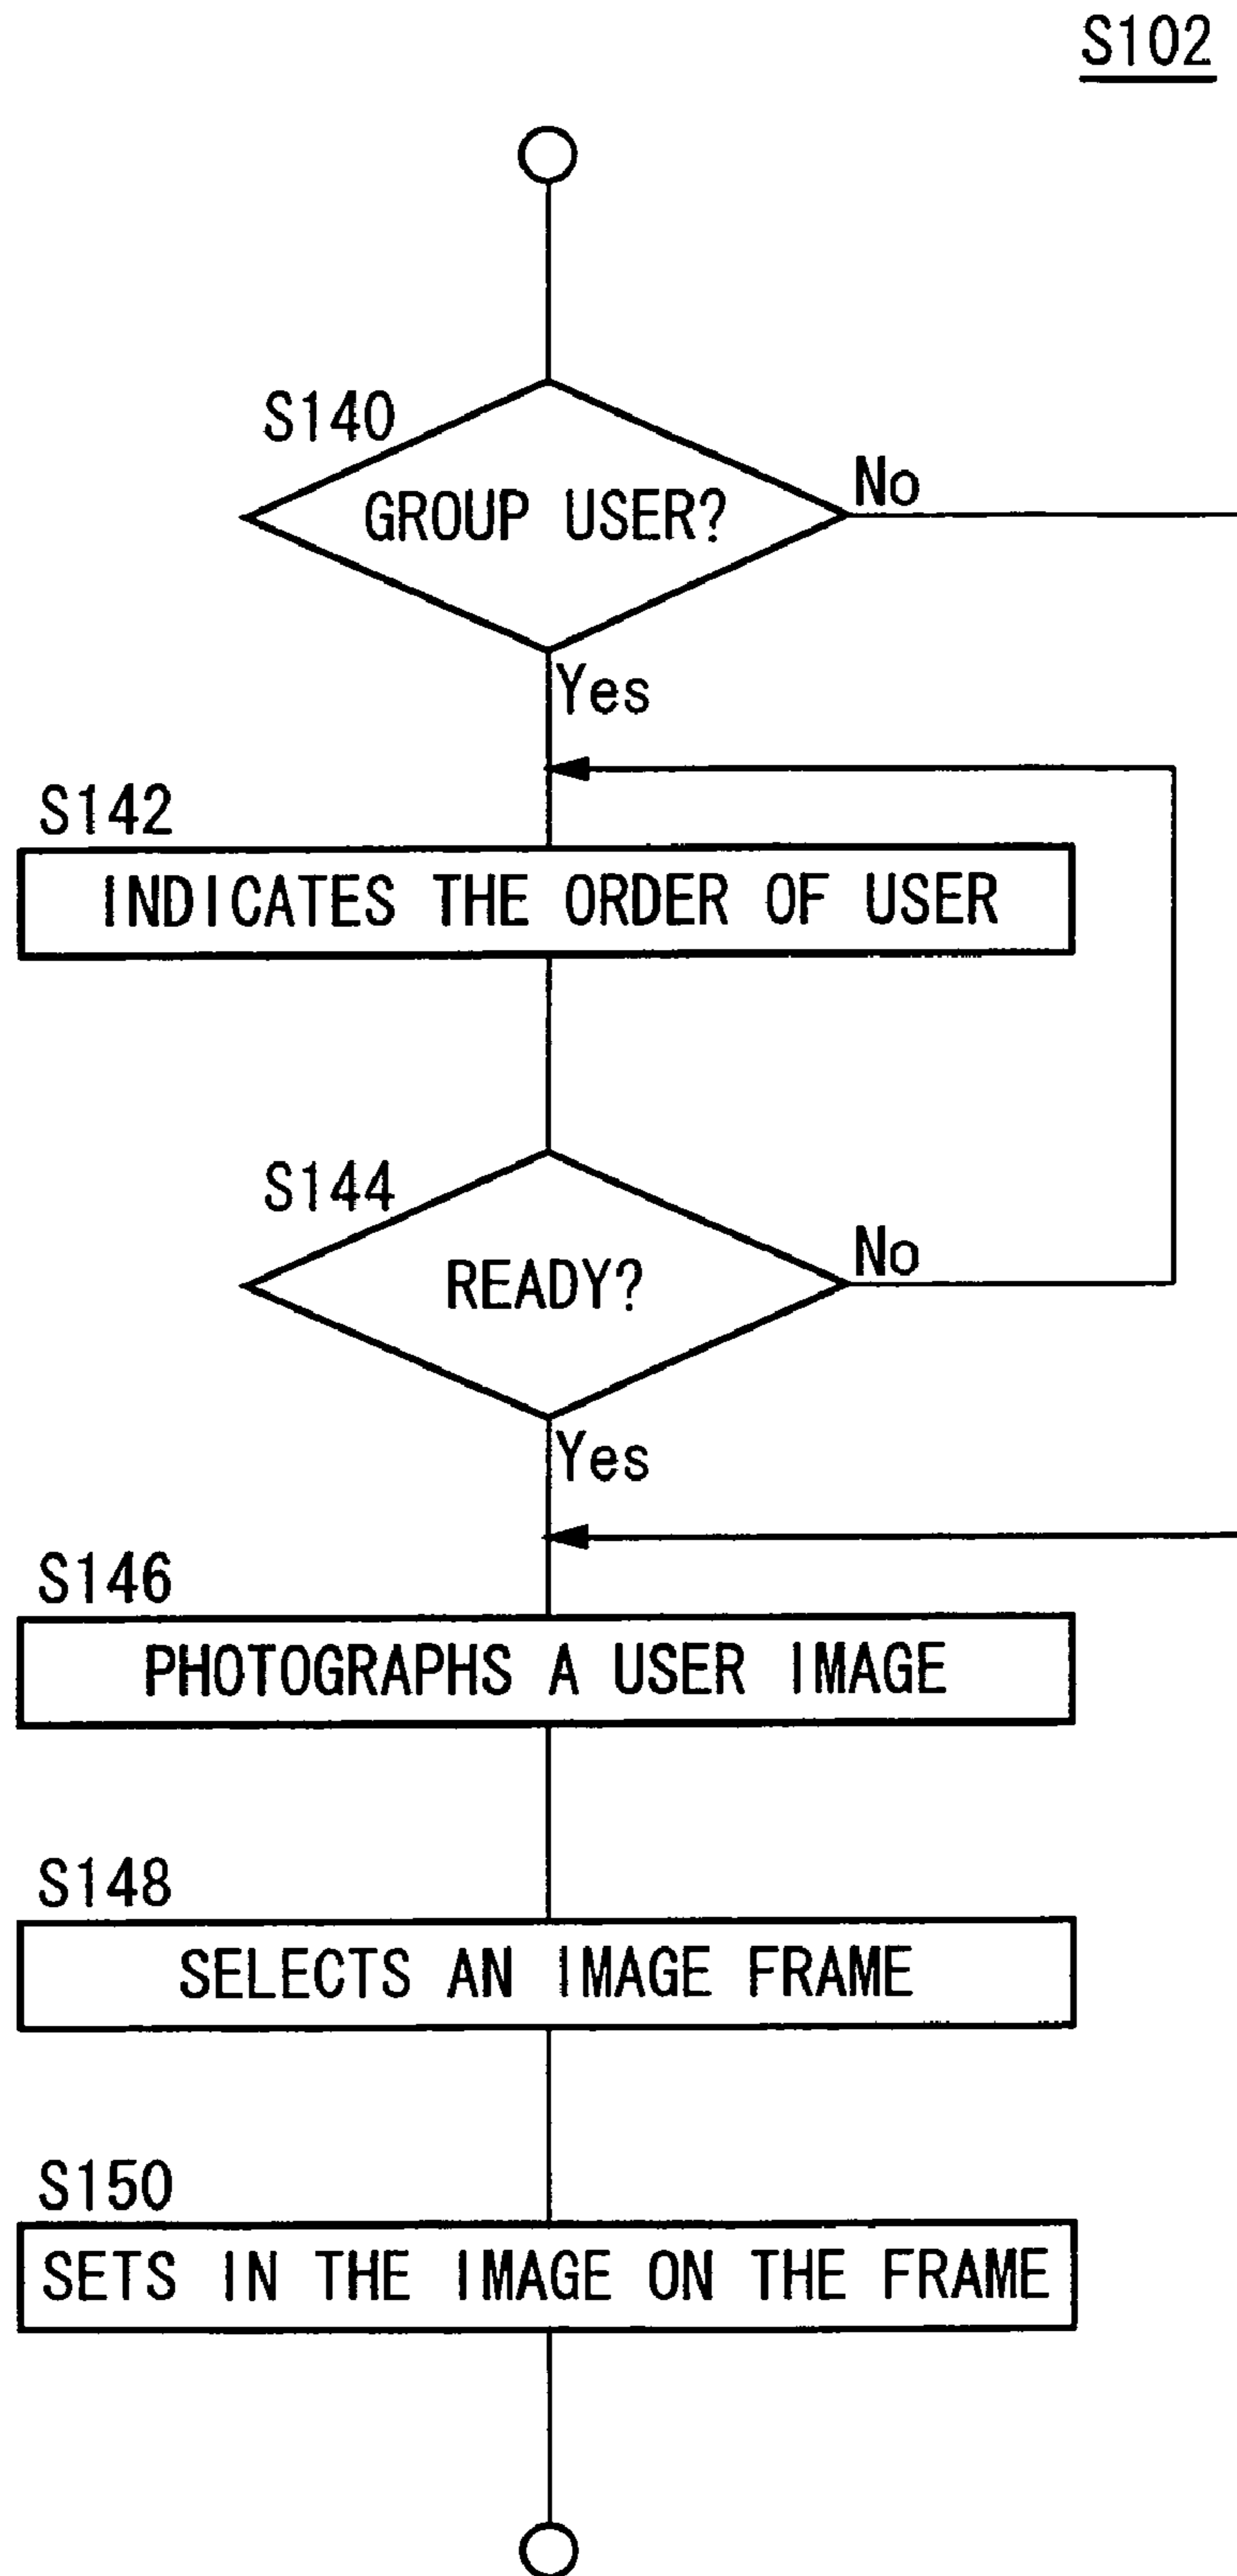 S102
S140
GROUP USER?
No
Yes
S142
INDICATES THE ORDER OF USER
S144
READY?
No
Yes
S146
PHOTOGRAPHS A USER IMAGE
S148
SELECTS AN IMAGE FRAME
S150
SETS IN THE IMAGE ON THE FRAME